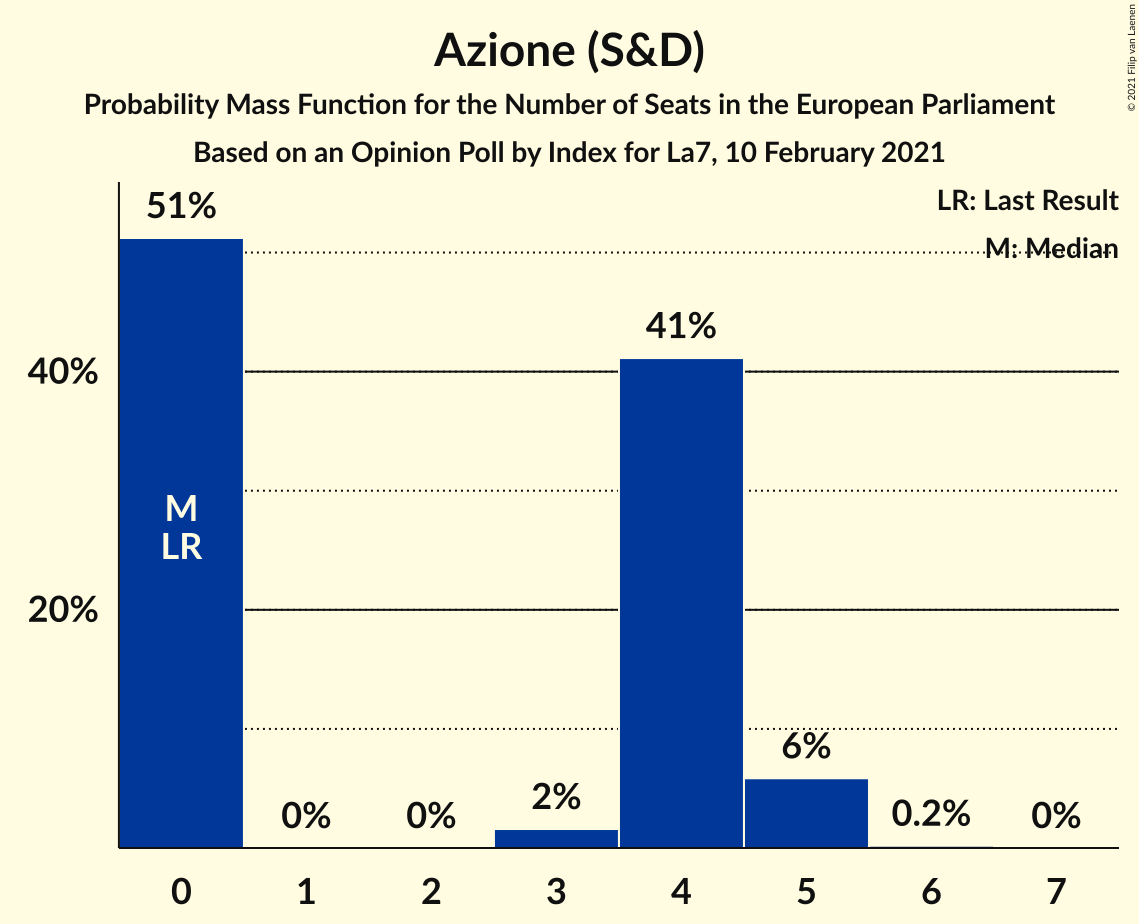 Azione (S&D)
Probability Mass Function for the Number of Seats in the European Parliament
Based on an Opinion Poll by Index for La7, 10 February 2021
© 2021 Filip van Laenen
LR: Last Result
M: Median
51%
41%
40%
M
LR
20%
6%
2%
0%
0%
0.2%
0%
0 1 2 3 4 5 6 7